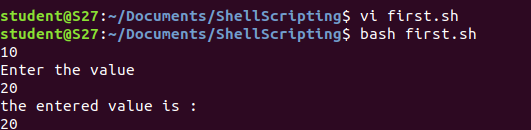 student@S27:~/Documents/ShellScripting$ vi first.sh
student@S27:~/Documents/ShellScripting$ bash first.sh
10
Enter the value
20
the entered value is :
20